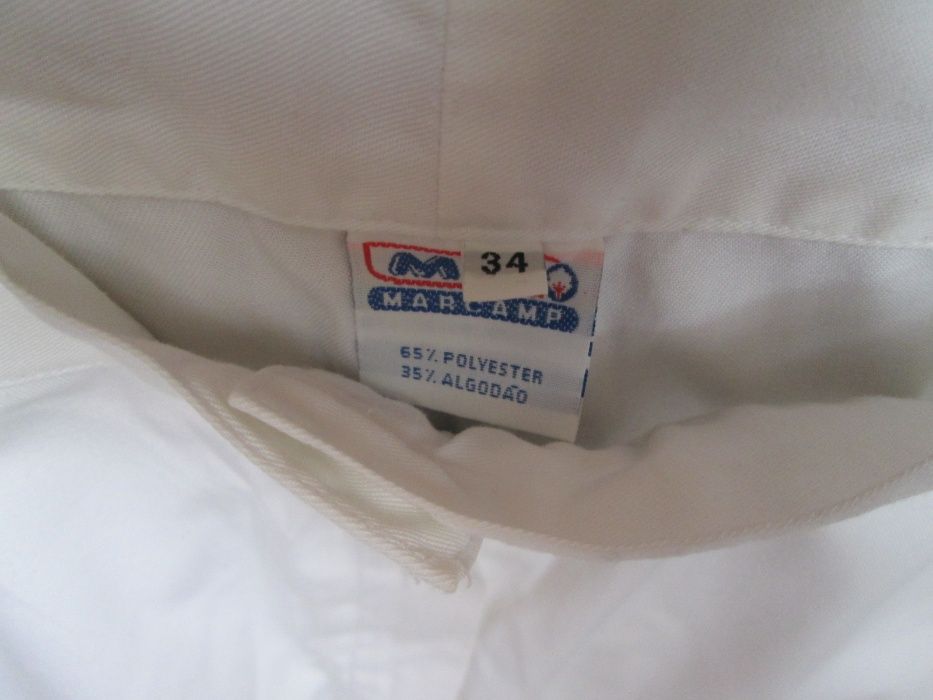 M
34
MARCAMP
65% POLYESTER
35% ALGODÃO